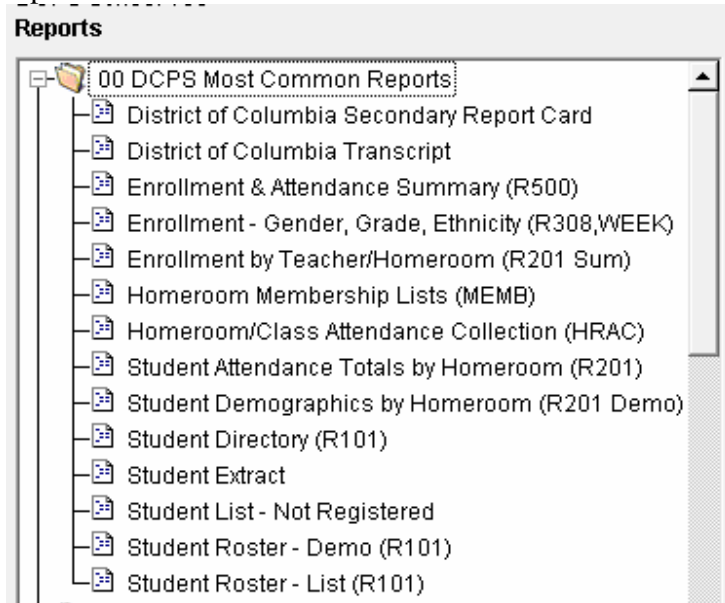 Reports
00 DCPS Most Common Reports
District of Columbia Secondary Report Card
District of Columbia Transcript
Enrollment & Attendance Summary (R500)
Enrollment - Gender, Grade, Ethnicity (R308,WEEK)
Enrollment by Teacher/Homeroom (R201 Sum)
Homeroom Membership Lists (MEMB)
Homeroom/Class Attendance Collection (HRAC)
Student Attendance Totals by Homeroom (R201)
Student Demographics by Homeroom (R201 Demo)
Student Directory (R101)
Student Extract
Student List - Not Registered
Student Roster - Demo (R101)
Student Roster - List (R101)